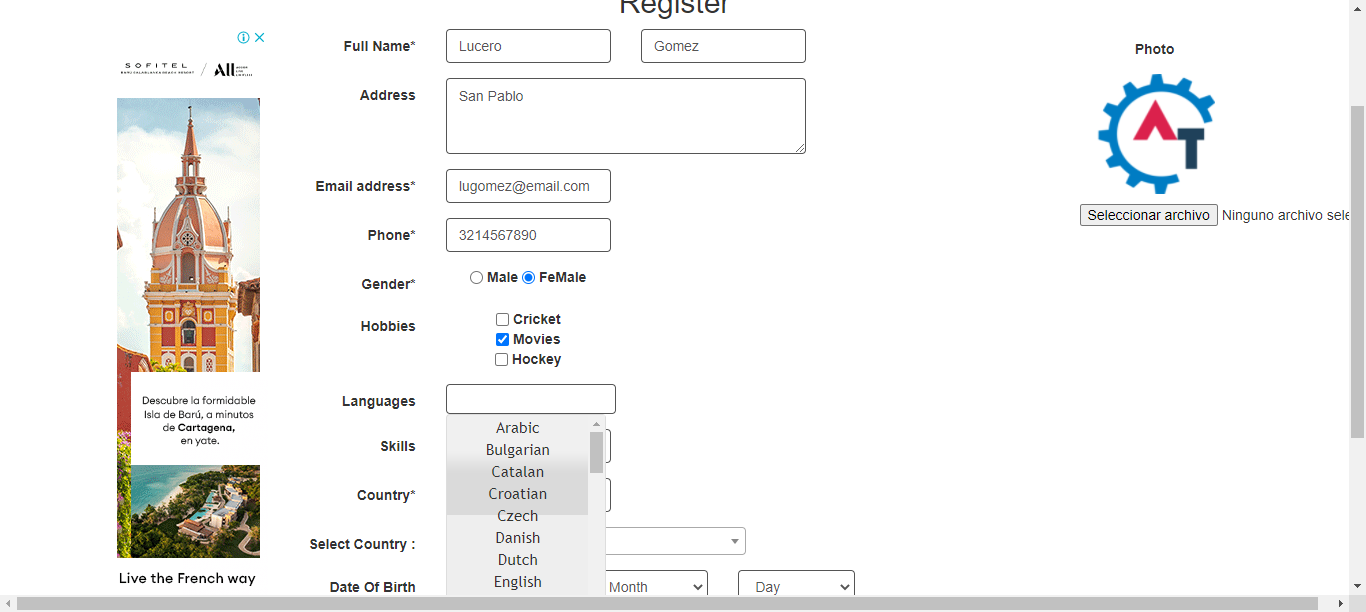 Register
Full Name*
Lucero
Gomez
Photo
SOFITEL
ALL
Address
San Pablo
Email address*
lugomez@email.com
AT
Seleccionar archivo
Ninguno archivo sele
Phone*
3214567890
Gender*
Male
FeMale
Hobbies
Cricket
Movies
Hockey
Descubre la formidable
Isla de Barú, a minutos
de Cartagena,
en yate.
Languages
Arabic
Bulgarian
Catalan
Croatian
Czech
Danish
Dutch
English
Skills
Country*
Select Country :
Date Of Birth
Month
Day
Live the French way